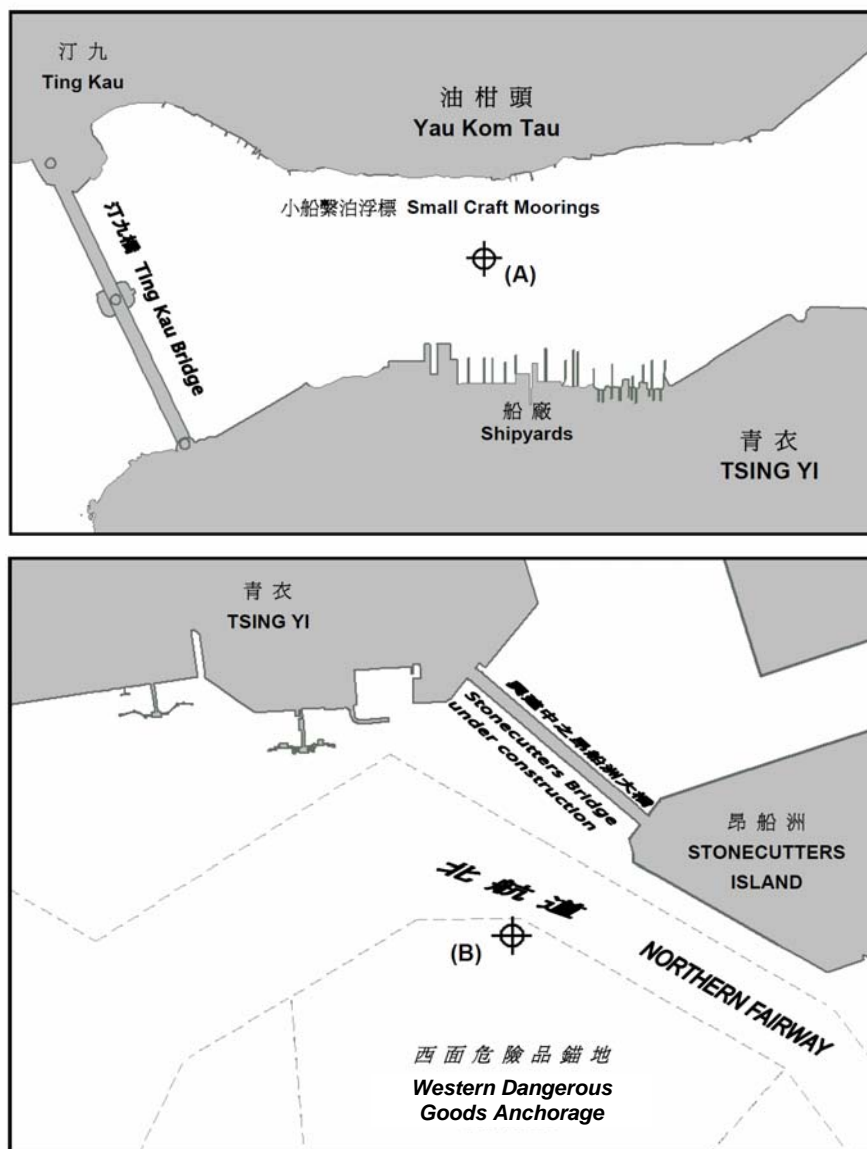 汀九
Ting Kau
油柑頭
Yau Kom Tau
小船繫泊浮標 Small Craft Moorings
(A)
汀九橋 Ting Kau Bridge
船廠
Shipyards
青衣
TSING YI
青衣
TSING YI
興建中之昂船洲大橋
Stonecutters Bridge
under construction
昂船洲
STONECUTTERS
ISLAND
北航道
(B)
NORTHERN FAIRWAY
西面危險品錨地
Western Dangerous
Goods Anchorage